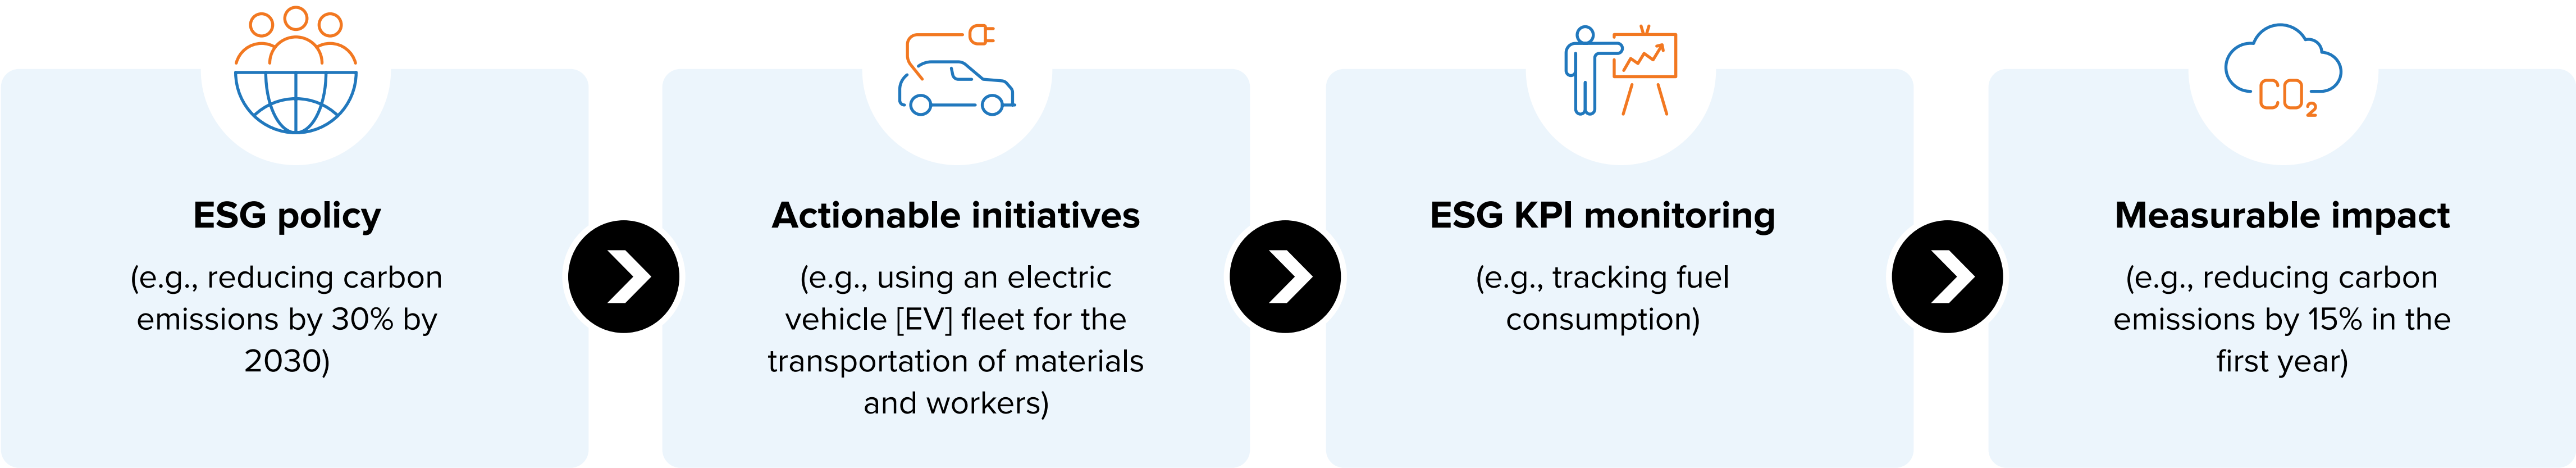 CO₂
ESG policy
(e.g., reducing carbon
emissions by 30% by
2030)
Actionable initiatives
(e.g., using an electric
vehicle [EV] fleet for the
transportation of materials
and workers)
ESG KPI monitoring
(e.g., tracking fuel
consumption)
Measurable impact
(e.g., reducing carbon
emissions by 15% in the
first year)